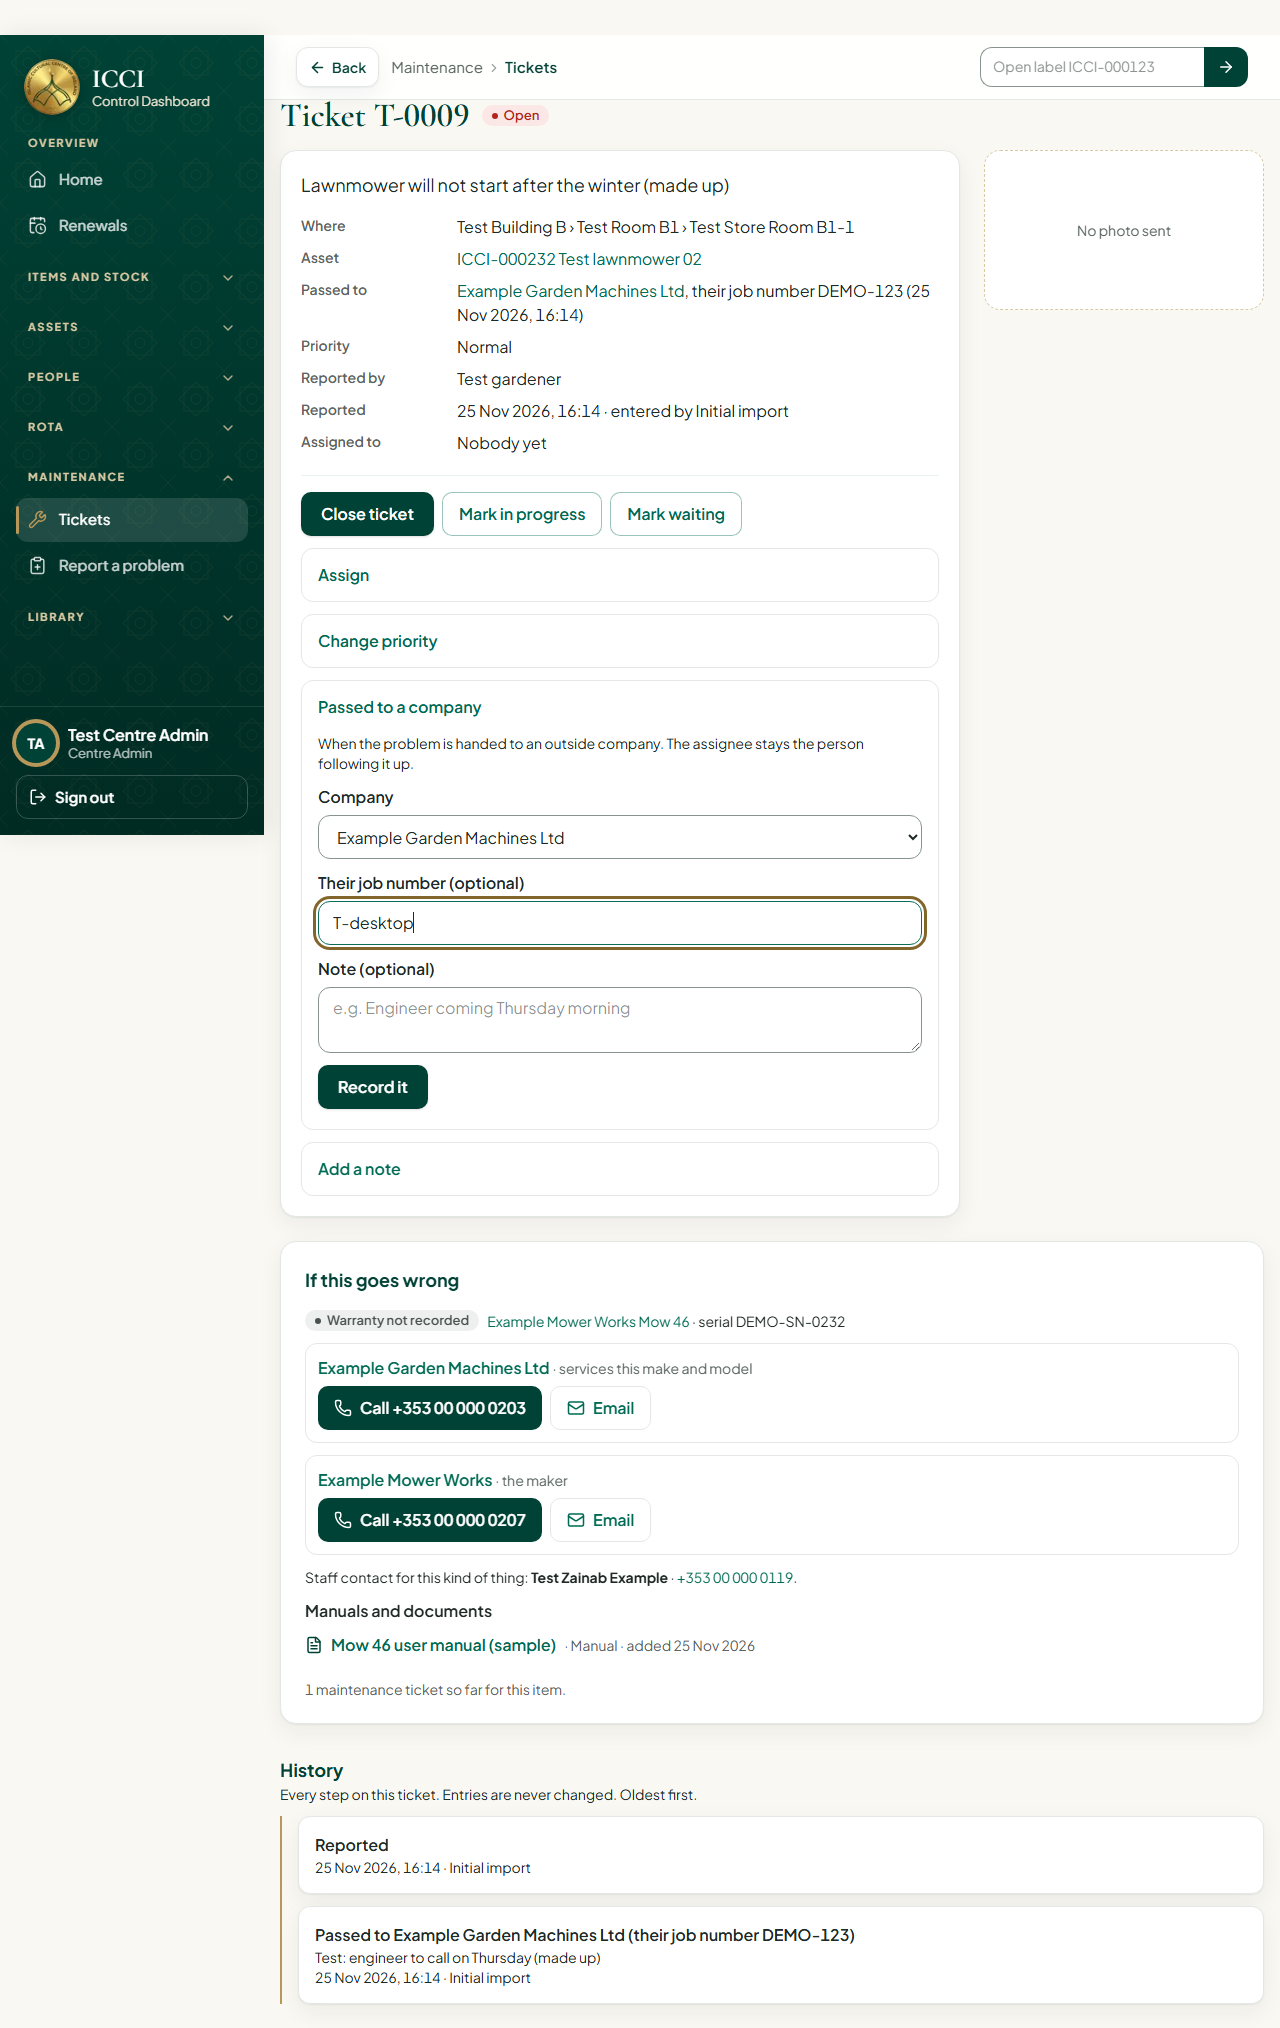 ICCI
Control Dashboard
OVERVIEW
Home
Renewals
ITEMS AND STOCK
ASSETS
PEOPLE
ROTA
MAINTENANCE
Tickets
Report a problem
LIBRARY
TA
Test Centre Admin
Centre Admin
Sign out
Back
Maintenance › Tickets
Open label ICCI-000123
Ticket T-0009
Open
Lawnmower will not start after the winter (made up)
Where Test Building B › Test Room B1 › Test Store Room B1-1
Asset ICCI-000232 Test lawnmower 02
Passed to Example Garden Machines Ltd, their job number DEMO-123 (25
Nov 2026, 16:14)
Priority Normal
Reported by Test gardener
Reported 25 Nov 2026, 16:14 · entered by Initial import
Assigned to Nobody yet
Close ticket
Mark in progress
Mark waiting
Assign
Change priority
Passed to a company
When the problem is handed to an outside company. The assignee stays the person
following it up.
Company
Example Garden Machines Ltd
Their job number (optional)
T-desktop
Note (optional)
e.g. Engineer coming Thursday morning
Record it
Add a note
No photo sent
If this goes wrong
Warranty not recorded Example Mower Works Mow 46 · serial DEMO-SN-0232
Example Garden Machines Ltd · services this make and model
Call +353 00 000 0203
Email
Example Mower Works · the maker
Call +353 00 000 0207
Email
Staff contact for this kind of thing: Test Zainab Example · +353 00 000 0119.
Manuals and documents
Mow 46 user manual (sample) · Manual · added 25 Nov 2026
1 maintenance ticket so far for this item.
History
Every step on this ticket. Entries are never changed. Oldest first.
Reported
25 Nov 2026, 16:14 · Initial import
Passed to Example Garden Machines Ltd (their job number DEMO-123)
Test: engineer to call on Thursday (made up)
25 Nov 2026, 16:14 · Initial import